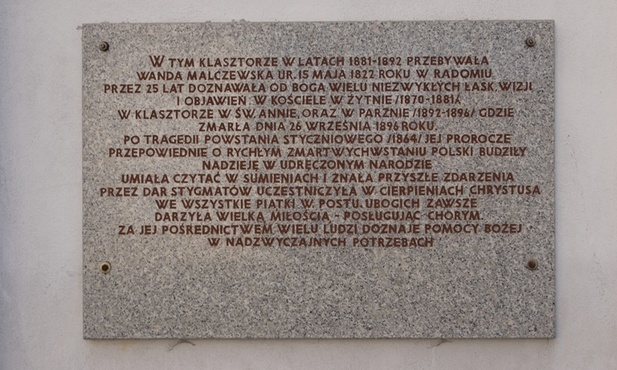 W TYM KLASZTORZE W LATACH 1881-1892 PRZEBYWAŁA
WANDA MALCZEWSKA UR. 15 MAJA 1822 ROKU W RADOMIU
PRZEZ 25 LAT DOZNAWAŁA OD BOGA WIELU NIEZWYKŁYCH ŁASK, WIZJI
I OBJAWIEŃ. W KOŚCIELE W ŻYTNIE /1870-1881/,
W KLASZTORZE W ŚW. ANNIE, ORAZ W PARZNIE /1892-1896/ GDZIE
ZMARŁA DNIA 26 WRZEŚNIA 1896 ROKU.
PO TRAGEDII POWSTANIA STYCZNIOWEGO /1864/ JEJ PROROCZE
PRZEPOWIEDNIE O RYCHŁYM ZMARTWYCHWSTANIU POLSKI BUDZIŁY
NADZIEJĘ W UDRĘCZONYM NARODZIE
UMIAŁA CZYTAĆ W SUMIENIACH I ZNAŁA PRZYSZŁE ZDARZENIA
PRZEZ DAR STYGMATÓW UCZESTNICZYŁA W CIERPIENIACH CHRYSTUSA
WE WSZYSTKIE PIĄTKI W. POSTU. UBOGICH ZAWSZE
DARZYŁA WIELKĄ MIŁOŚCIĄ - POSŁUGUJĄC CHORYM.
ZA JEJ POŚREDNICTWEM WIELU LUDZI DOZNAJE POMOCY BOŻEJ
W NADZWYCZAJNYCH POTRZEBACH